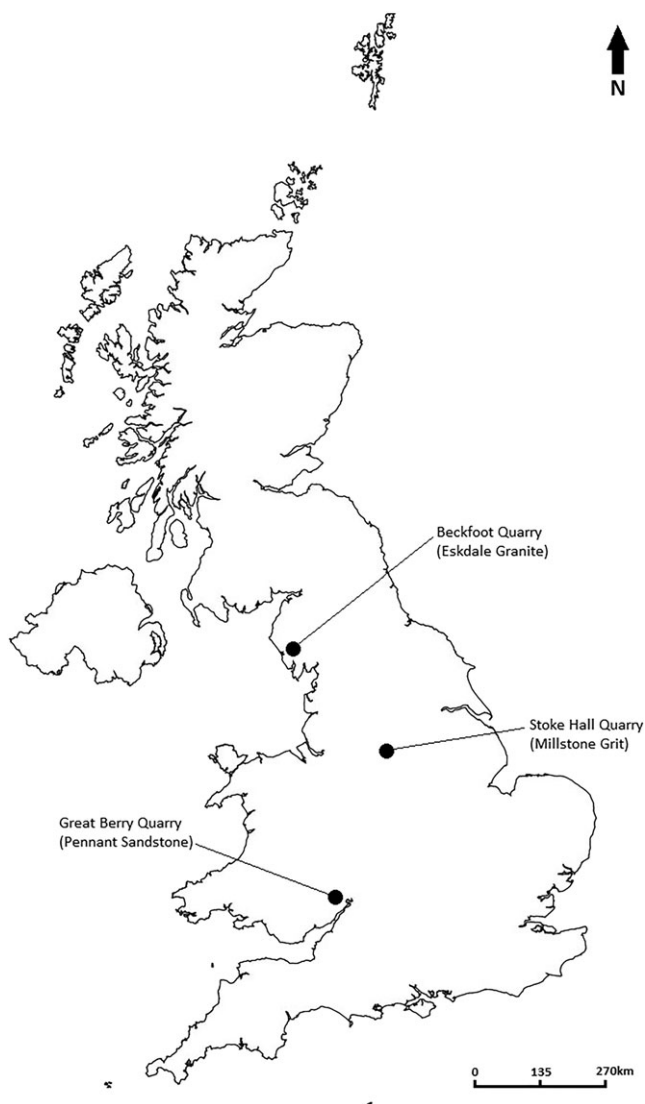 N
Beckfoot Quarry
(Eskdale Granite)
Stoke Hall Quarry
(Millstone Grit)
Great Berry Quarry
(Pennant Sandstone)
0 135 270km